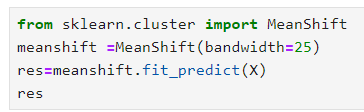 from sklearn.cluster import MeanShift
meanshift =MeanShift(bandwidth=25)
res=meanshift.fit_predict(X)
res